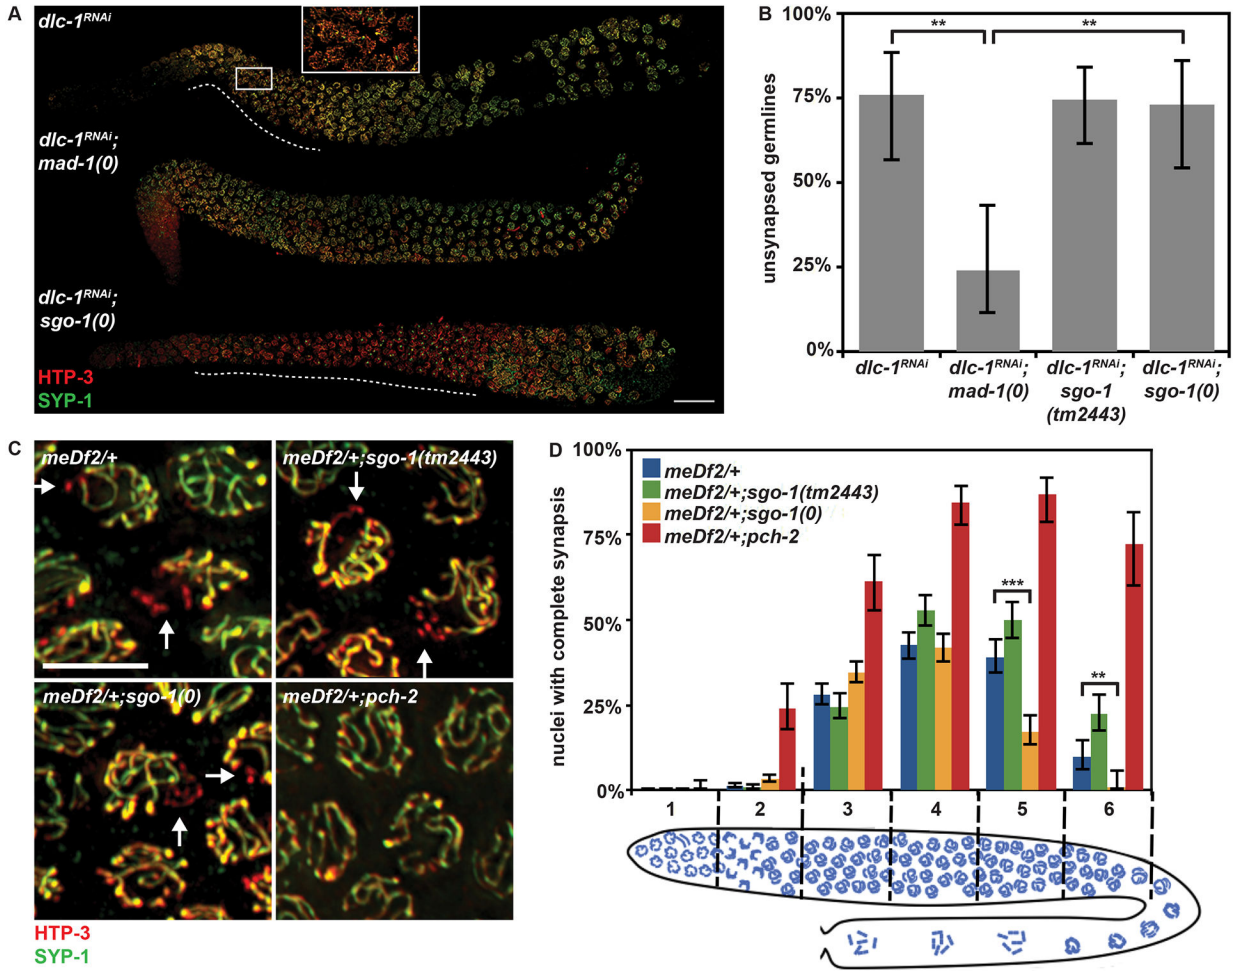 A
dlc-1RNAi
dlc-1RNAi;
mad-1(0)
dlc-1RNAi;
sgo-1(0)
HTP-3
SYP-1
B
unsynapsed germlines
100%
75%
50%
25%
0%
**
**
dlc-1RNAi
dlc-1RNAi;
mad-1(0)
dlc-1RNAi;
sgo-1
(tm2443)
dlc-1RNAi;
sgo-1(0)
C
meDf2/+
meDf2/+;sgo-1(tm2443)
meDf2/+;sgo-1(0)
meDf2/+;pch-2
HTP-3
SYP-1
D
nuclei with complete synapsis
100%
75%
50%
25%
0%
meDf2/+
meDf2/+;sgo-1(tm2443)
meDf2/+;sgo-1(0)
meDf2/+;pch-2
***
**
1 2 3 4 5 6